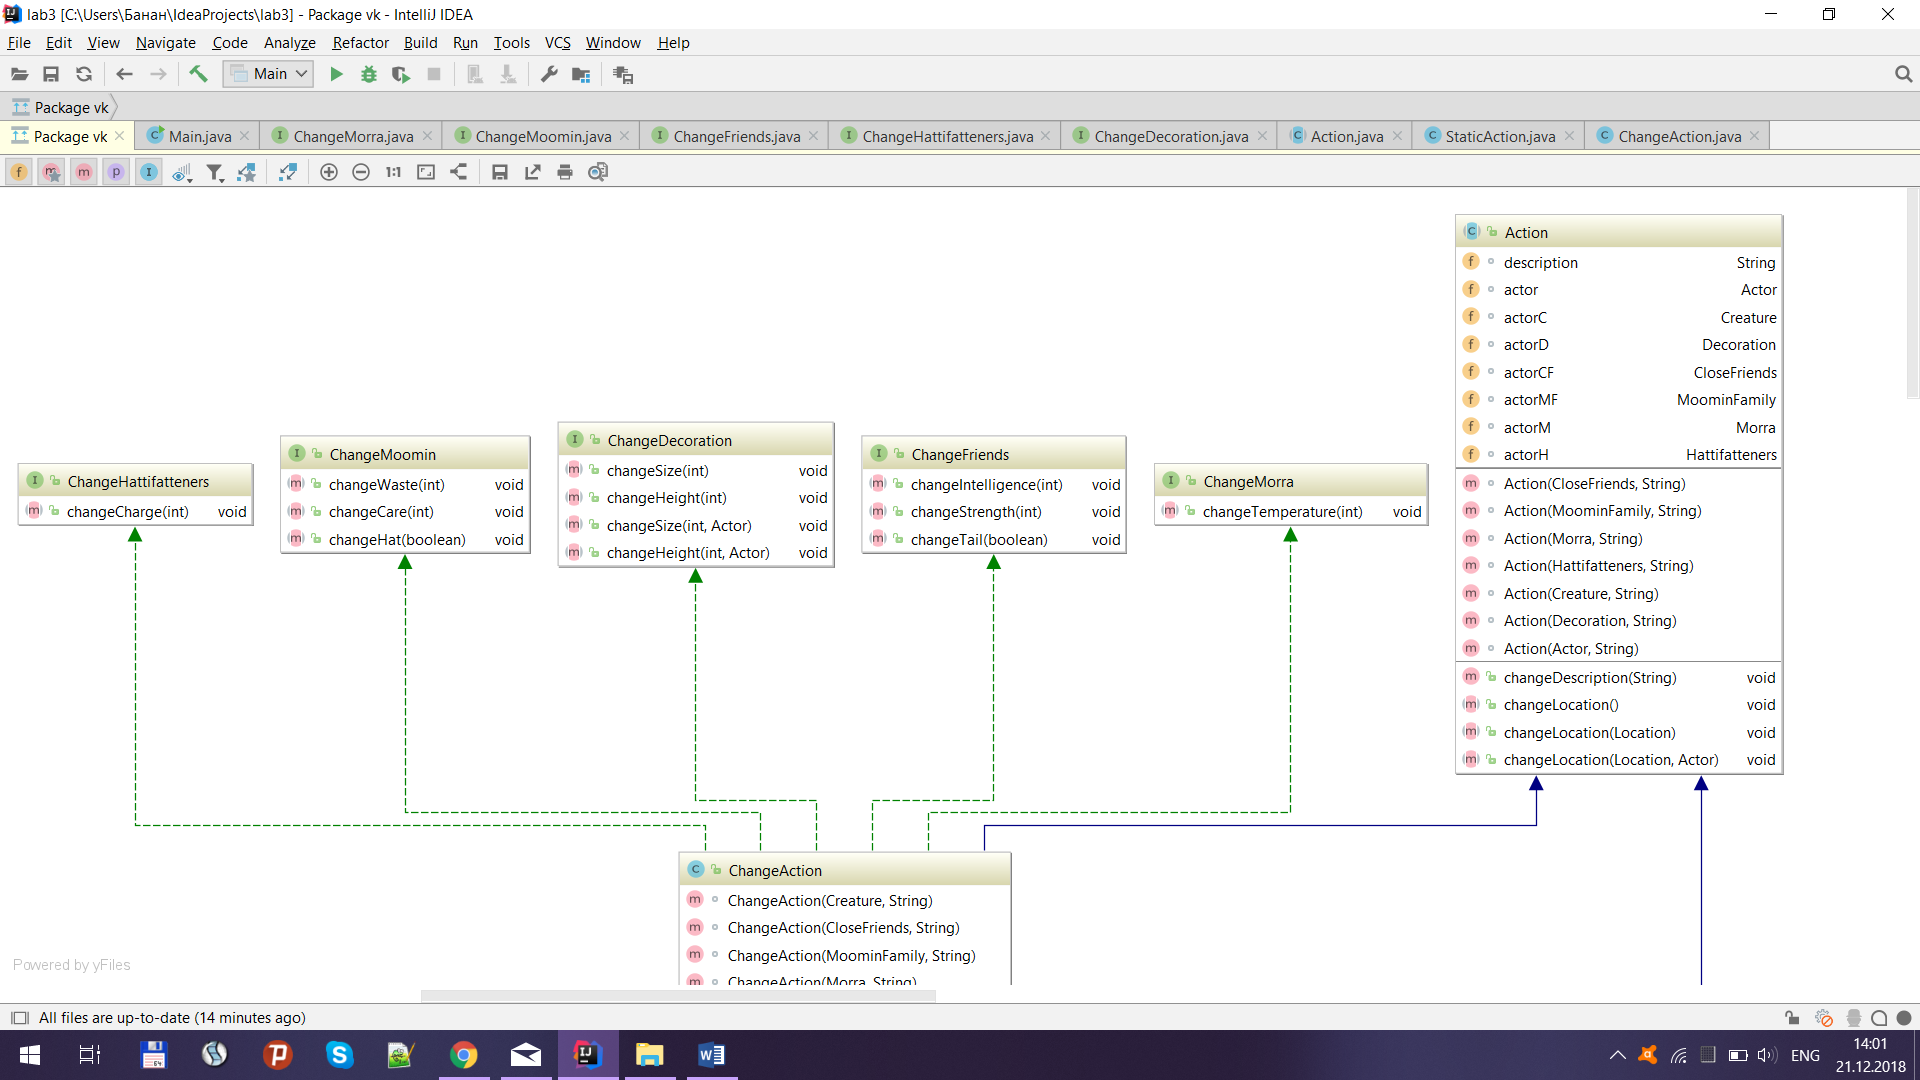 lab3 [C:\Users\Банан\IdeaProjects\lab3] - Package vk - IntelliJ IDEA
File Edit View Navigate Code Analyze Refactor Build Run Tools VCS Window Help
Main
Package vk
Package vk Main.java ChangeMorra.java ChangeMoomin.java ChangeFriends.java ChangeHattifatteners.java ChangeDecoration.java Action.java StaticAction.java ChangeAction.java
f m m p I 1:1
ChangeHattifatteners
changeCharge(int) void
ChangeMoomin
changeWaste(int) void
changeCare(int) void
changeHat(boolean) void
ChangeDecoration
changeSize(int) void
changeHeight(int) void
changeSize(int, Actor) void
changeHeight(int, Actor) void
ChangeFriends
changeIntelligence(int) void
changeStrength(int) void
changeTail(boolean) void
ChangeMorra
changeTemperature(int) void
Action
description String
actor Actor
actorC Creature
actorD Decoration
actorCF CloseFriends
actorMF MoominFamily
actorM Morra
actorH Hattifatteners
Action(CloseFriends, String)
Action(MoominFamily, String)
Action(Morra, String)
Action(Hattifatteners, String)
Action(Creature, String)
Action(Decoration, String)
Action(Actor, String)
changeDescription(String) void
changeLocation() void
changeLocation(Location) void
changeLocation(Location, Actor) void
ChangeAction
ChangeAction(Creature, String)
ChangeAction(CloseFriends, String)
ChangeAction(MoominFamily, String)
ChangeAction(Morra, String)
Powered by yFiles
All files are up-to-date (14 minutes ago)
ENG
14:01
21.12.2018